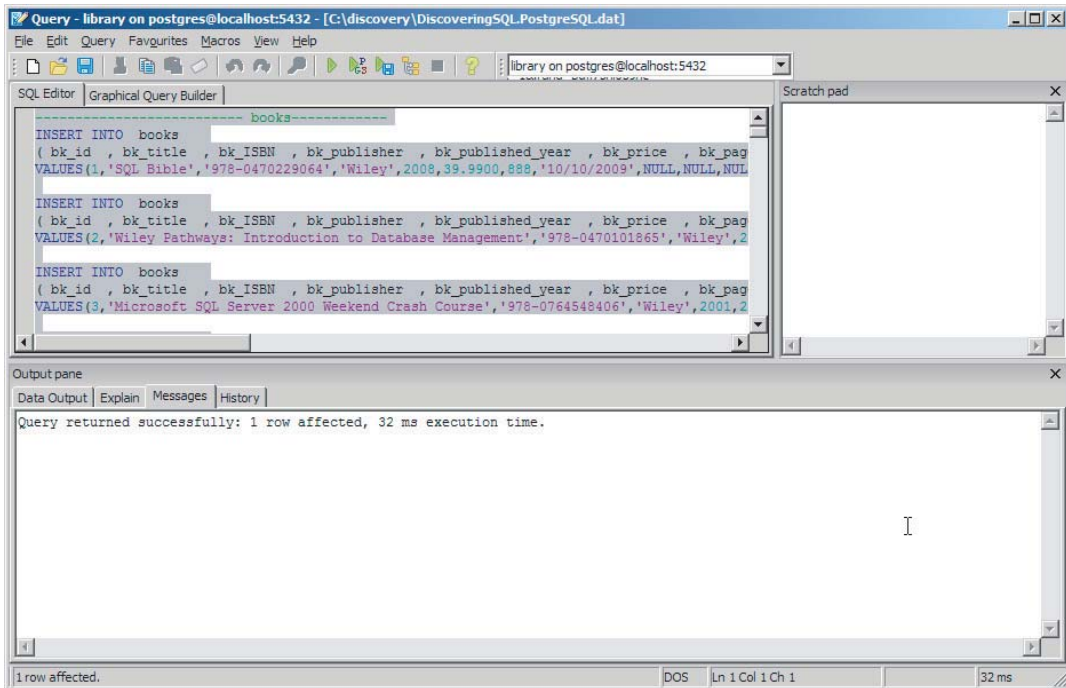 Query - library on postgres@localhost:5432 - [C:\discovery\DiscoveringSQL.PostgreSQL.dat]
File Edit Query Favourites Macros View Help
library on postgres@localhost:5432
SQL Editor Graphical Query Builder
Scratch pad
-------------------------- books------------
INSERT INTO books
( bk_id , bk_title , bk_ISBN , bk_publisher , bk_published_year , bk_price , bk_pag
VALUES(1,'SQL Bible','978-0470229064','Wiley',2008,39.9900,888,'10/10/2009',NULL,NULL,NUL
INSERT INTO books
( bk_id , bk_title , bk_ISBN , bk_publisher , bk_published_year , bk_price , bk_pag
VALUES(2,'Wiley Pathways: Introduction to Database Management','978-0470101865','Wiley',2
INSERT INTO books
( bk_id , bk_title , bk_ISBN , bk_publisher , bk_published_year , bk_price , bk_pag
VALUES(3,'Microsoft SQL Server 2000 Weekend Crash Course','978-0764548406','Wiley',2001,2
Output pane
Data Output Explain Messages History
Query returned successfully: 1 row affected, 32 ms execution time.
1 row affected. DOS Ln 1 Col 1 Ch 1 32 ms